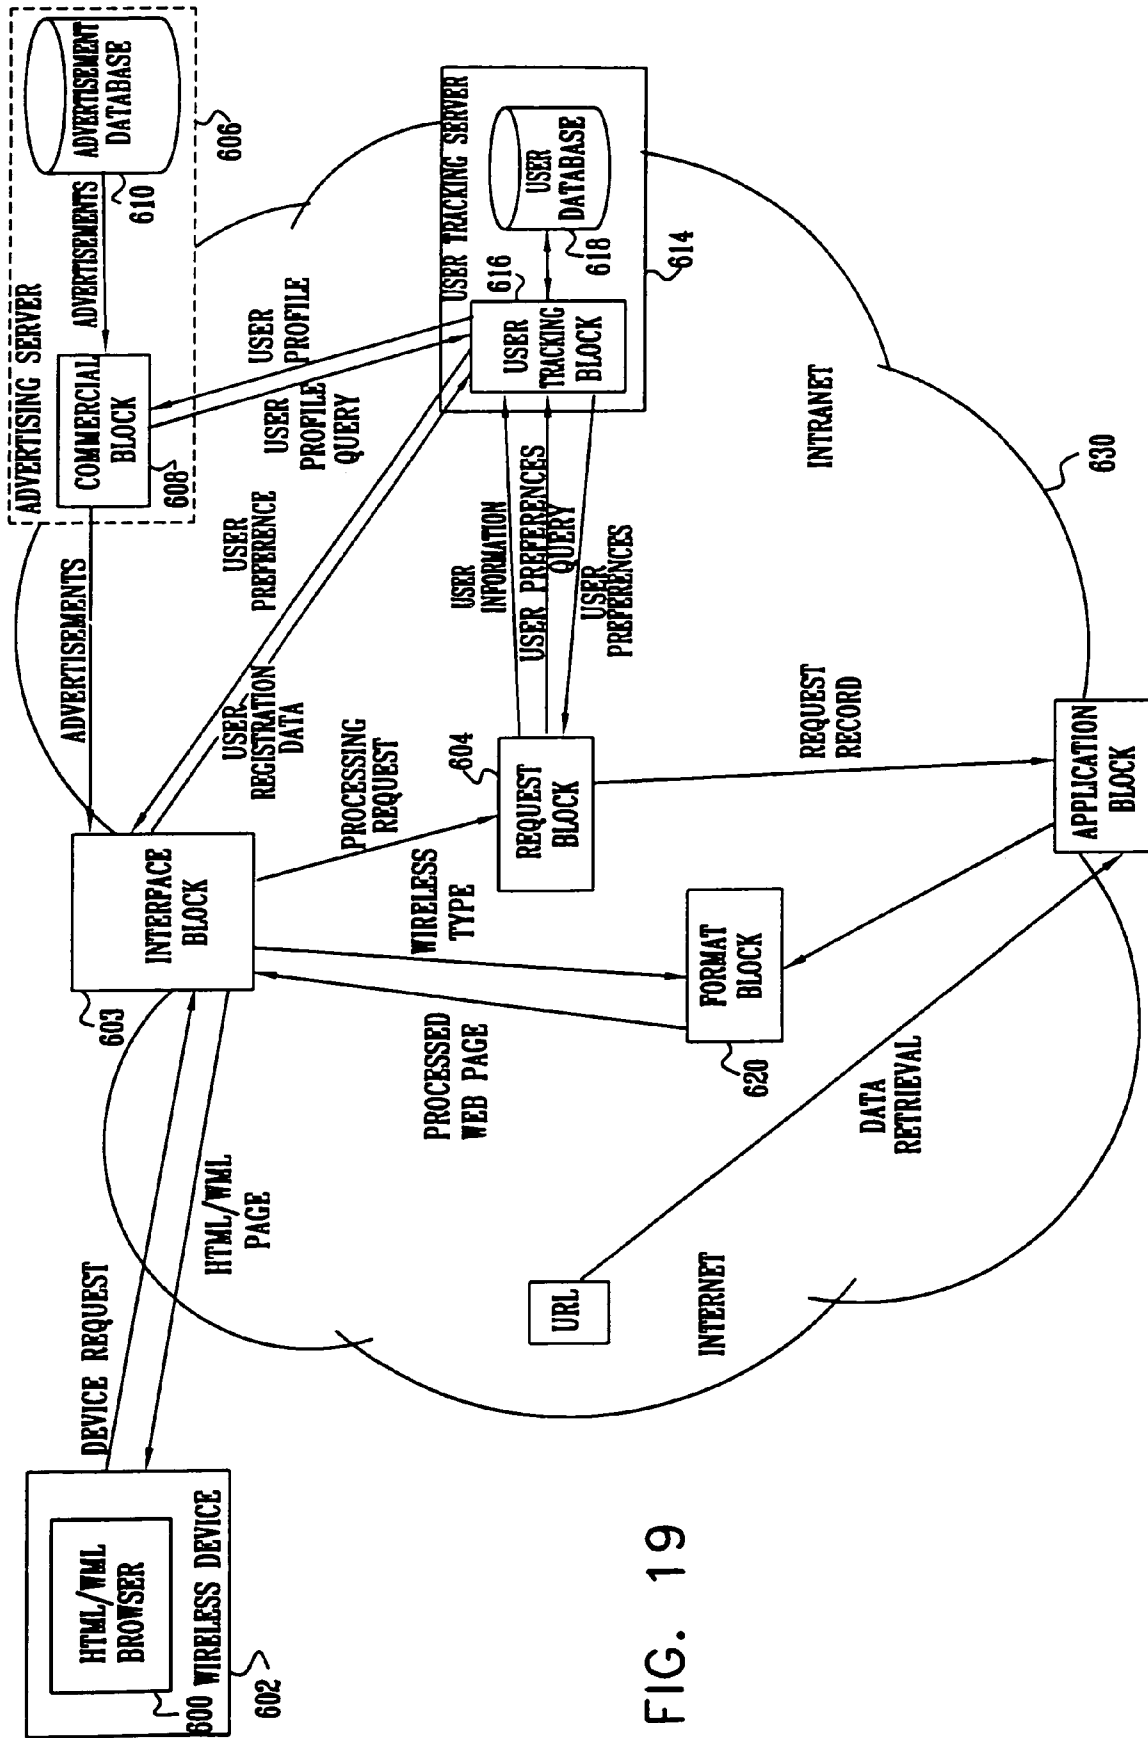 ADVERTISING SERVER
ADVERTISEMENT
DATABASE
610
ADVERTISEMENTS
COMMERCIAL
BLOCK
608
606
ADVERTISEMENTS
USER TRACKING SERVER
USER
DATABASE
618
616
USER
TRACKING
BLOCK
614
USER
PROFILE
USER
PROFILE
QUERY
USER
PREFERENCE
USER
REGISTRATION
DATA
USER
INFORMATION
USER PREFERENCES
QUERY
USER
PREFERENCES
INTRANET
630
INTERFACE
BLOCK
603
PROCESSING
REQUEST
604
REQUEST
BLOCK
REQUEST
RECORD
APPLICATION
BLOCK
WIRELESS
TYPE
FORMAT
BLOCK
620
PROCESSED
WEB PAGE
DATA
RETRIEVAL
DEVICE REQUEST
HTML/WML
PAGE
URL
INTERNET
HTML/WML
BROWSER
600
WIRELESS DEVICE
602
FIG. 19